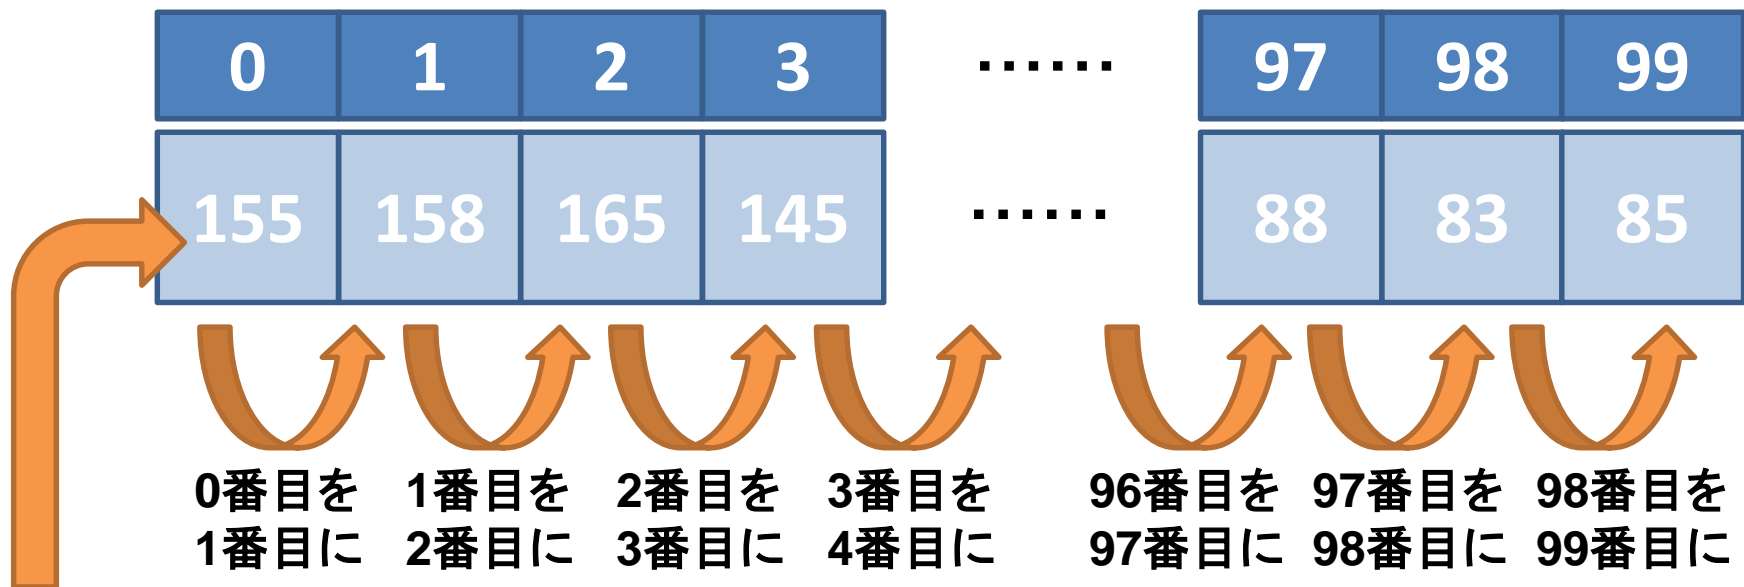 0 1 2 3 ...... 97 98 99
155 158 165 145 ...... 88 83 85
0番目を 1番目を 2番目を 3番目を 96番目を 97番目を 98番目を
1番目に 2番目に 3番目に 4番目に 97番目に 98番目に 99番目に